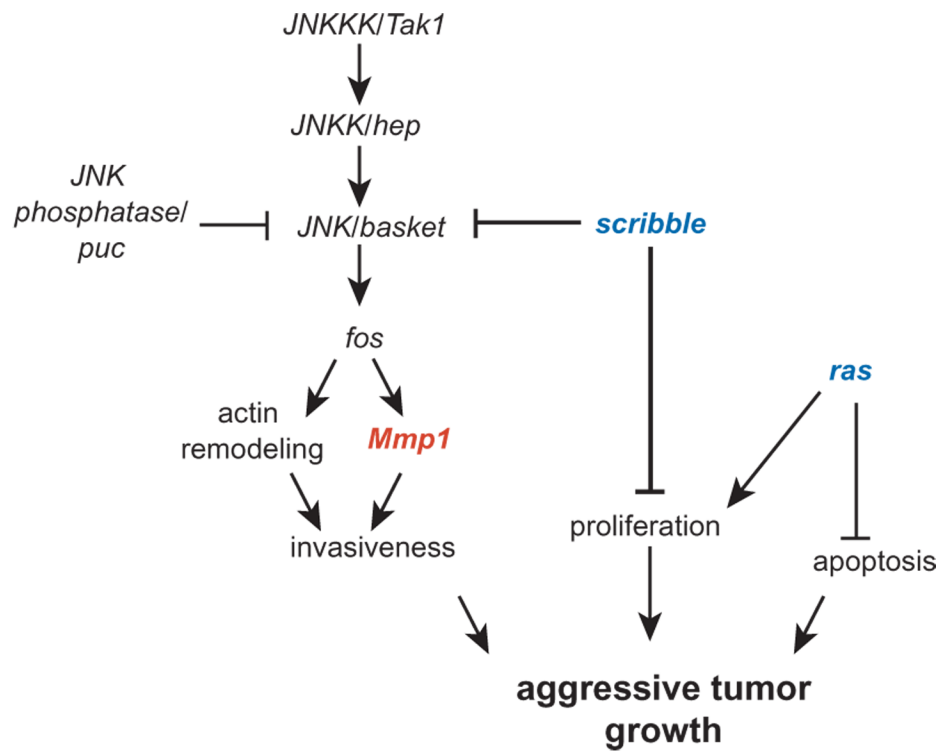 JNKKK/Tak1
JNKK/hep
JNK
phosphatase/
puc
JNK/basket
scribble
fos
ras
actin
remodeling
Mmp1
invasiveness
proliferation
apoptosis
aggressive tumor
growth